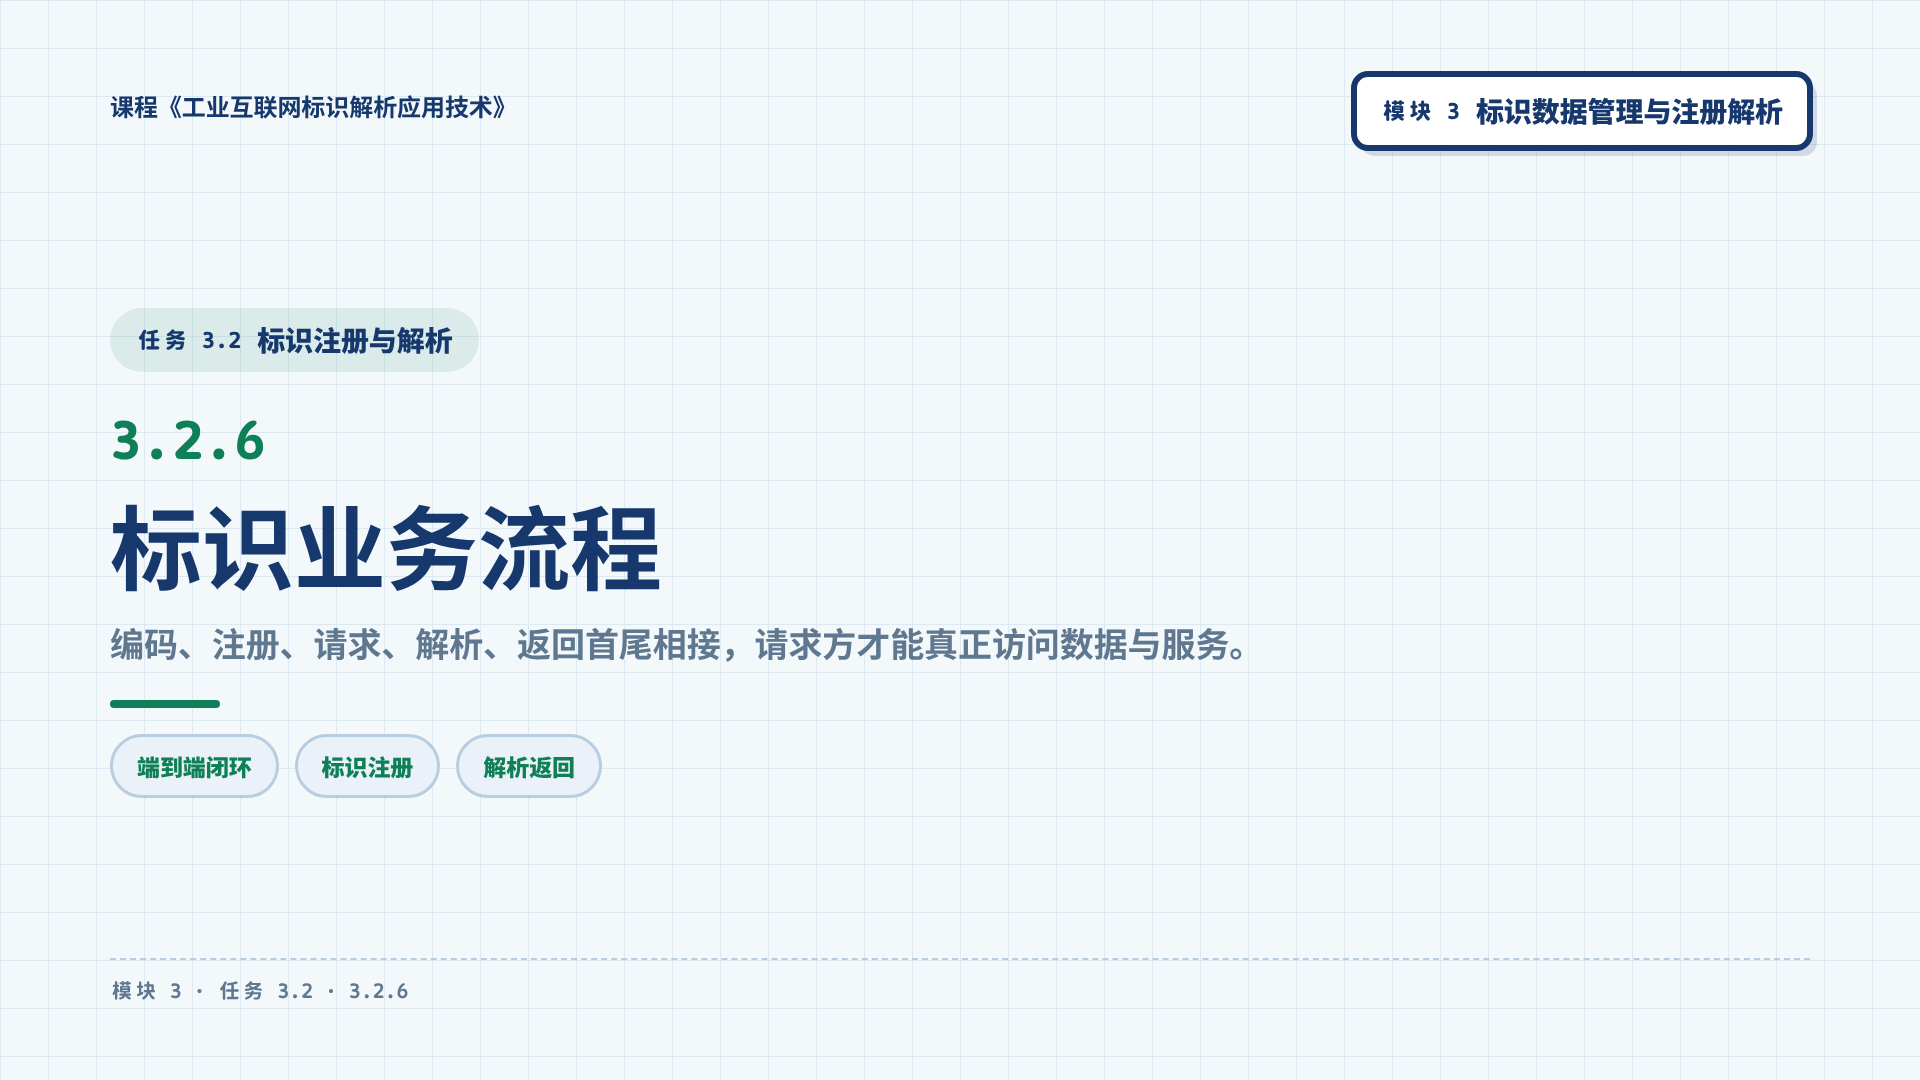 课程《工业互联网标识解析应用技术》
模块 3 标识数据管理与注册解析
任务 3.2 标识注册与解析
3.2.6
标识业务流程
编码、注册、请求、解析、返回首尾相接，请求方才能真正访问数据与服务。
端到端闭环 标识注册 解析返回
模块 3 · 任务 3.2 · 3.2.6